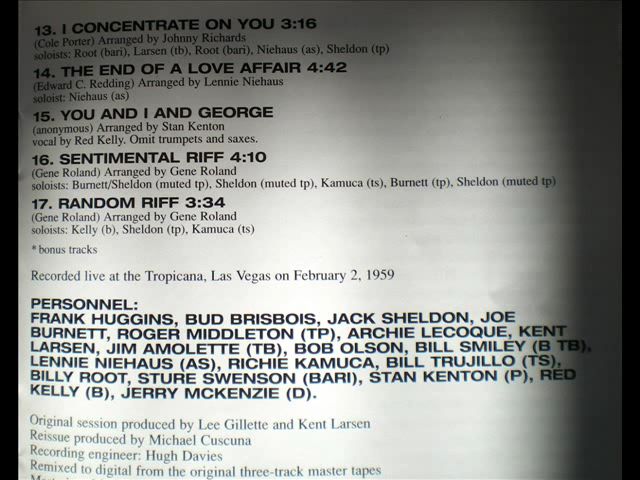 13. I CONCENTRATE ON YOU 3:16
(Cole Porter) Arranged by Johnny Richards
soloists: Root (bari), Larsen (tb), Root (bari), Niehaus (as), Sheldon (tp)
14. THE END OF A LOVE AFFAIR 4:42
(Edward C. Redding) Arranged by Lennie Niehaus
soloist: Niehaus (as)
15. YOU AND I AND GEORGE
(anonymous) Arranged by Stan Kenton
vocal by Red Kelly. Omit trumpets and saxes.
16. SENTIMENTAL RIFF 4:10
(Gene Roland) Arranged by Gene Roland
soloists: Burnett/Sheldon (muted tp), Sheldon (muted tp), Kamuca (ts), Burnett (tp), Sheldon (muted tp)
17. RANDOM RIFF 3:34
(Gene Roland) Arranged by Gene Roland
soloists: Kelly (b), Sheldon (tp), Kamuca (ts)
* bonus tracks
Recorded live at the Tropicana, Las Vegas on February 2, 1959
PERSONNEL:
FRANK HUGGINS, BUD BRISBOIS, JACK SHELDON, JOE
BURNETT, ROGER MIDDLETON (TP), ARCHIE LECOQUE, KENT
LARSEN, JIM AMOLETTE (TB), BOB OLSON, BILL SMILEY (B TB),
LENNIE NIEHAUS (AS), RICHIE KAMUCA, BILL TRUJILLO (TS),
BILLY ROOT, STURE SWENSON (BARI), STAN KENTON (P), RED
KELLY (B), JERRY MCKENZIE (D).
Original session produced by Lee Gillette and Kent Larsen
Reissue produced by Michael Cuscuna
Recording engineer: Hugh Davies
Remixed to digital from the original three-track master tapes